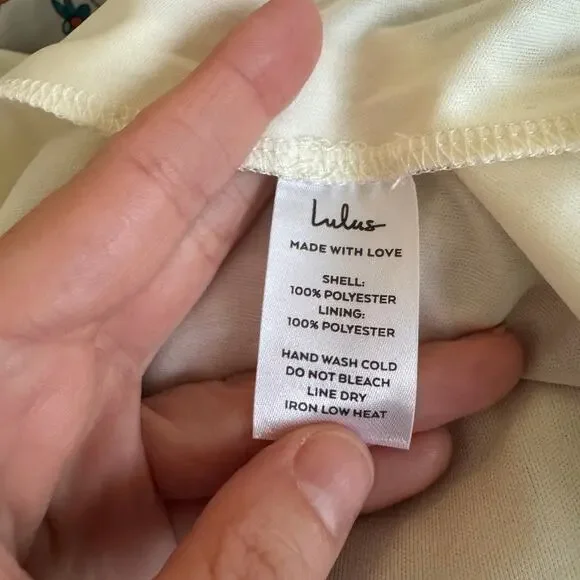 Lulus
MADE WITH LOVE
SHELL:
100% POLYESTER
LINING:
100% POLYESTER
HAND WASH COLD
DO NOT BLEACH
LINE DRY
IRON LOW HEAT